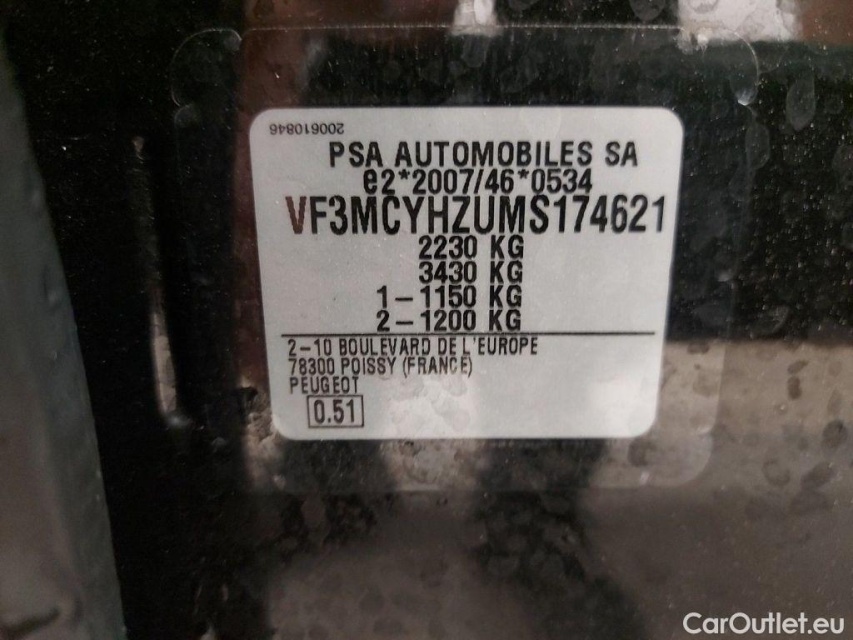 200610846
PSA AUTOMOBILES SA
e2*2007/46*0534
VF3MCYHZUMS174621
2230 KG
3430 KG
1-1150 KG
2-1200 KG
2-10 BOULEVARD DE L'EUROPE
78300 POISSY (FRANCE)
PEUGEOT
0.51
CarOutlet.eu